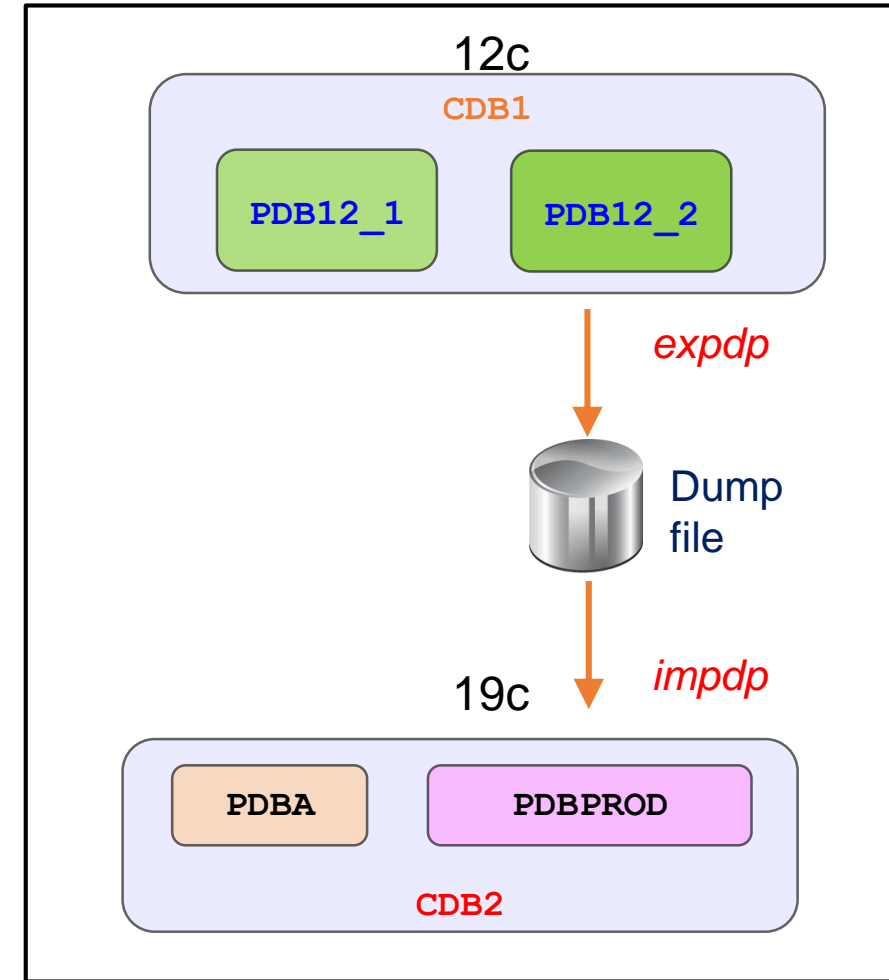 12c
CDB1
PDB12_1
PDB12_2
expdp
Dump
file
impdp
19c
PDBA
PDBPROD
CDB2